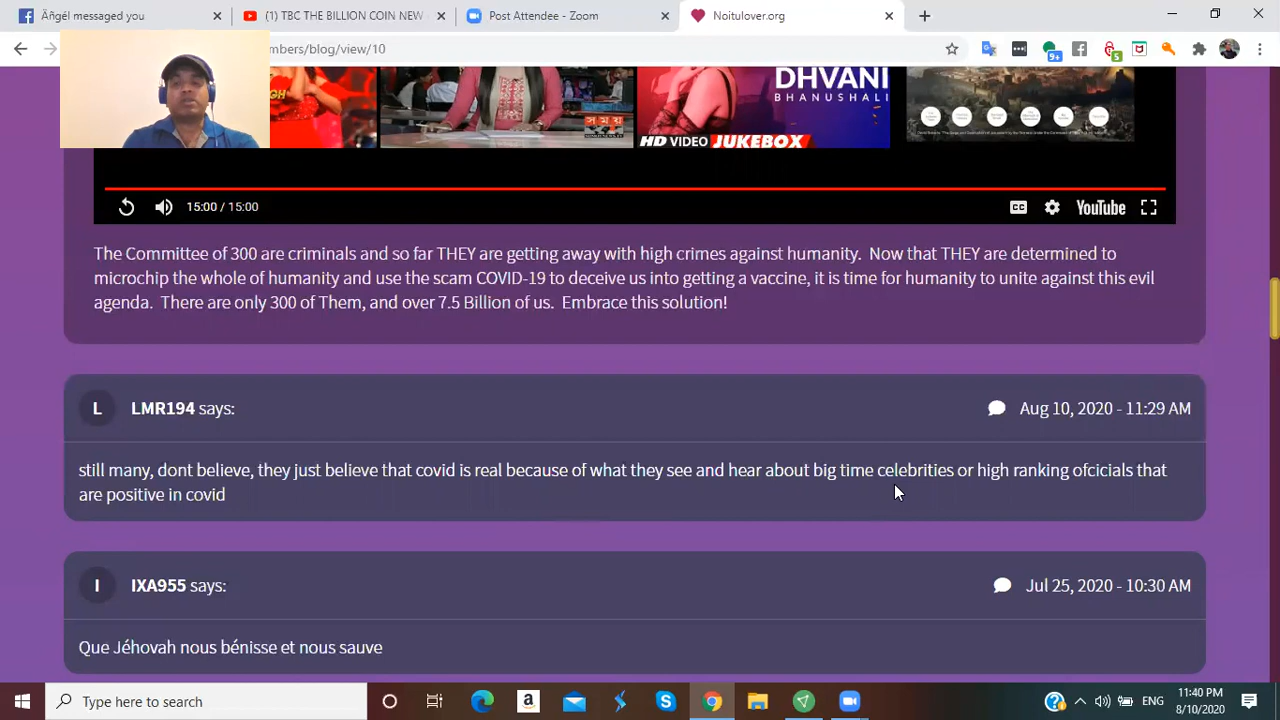 Ängel messaged you
(1) TBC THE BILLION COIN NEW
Post Attendee - Zoom
Noitulover.org
mbers/blog/view/10
9+
5
GH
সময়
DHVANI
BHANUSHALI
HD VIDEO JUKEBOX
15:00 / 15:00
CC
YouTube
The Committee of 300 are criminals and so far THEY are getting away with high crimes against humanity. Now that THEY are determined to
microchip the whole of humanity and use the scam COVID-19 to deceive us into getting a vaccine, it is time for humanity to unite against this evil
agenda. There are only 300 of Them, and over 7.5 Billion of us. Embrace this solution!
L
LMR194 says:
Aug 10, 2020 - 11:29 AM
still many, dont believe, they just believe that covid is real because of what they see and hear about big time celebrities or high ranking ofcicials that
are positive in covid
I
IXA955 says:
Jul 25, 2020 - 10:30 AM
Que Jéhovah nous bénisse et nous sauve
Type here to search
ENG
11:40 PM
8/10/2020